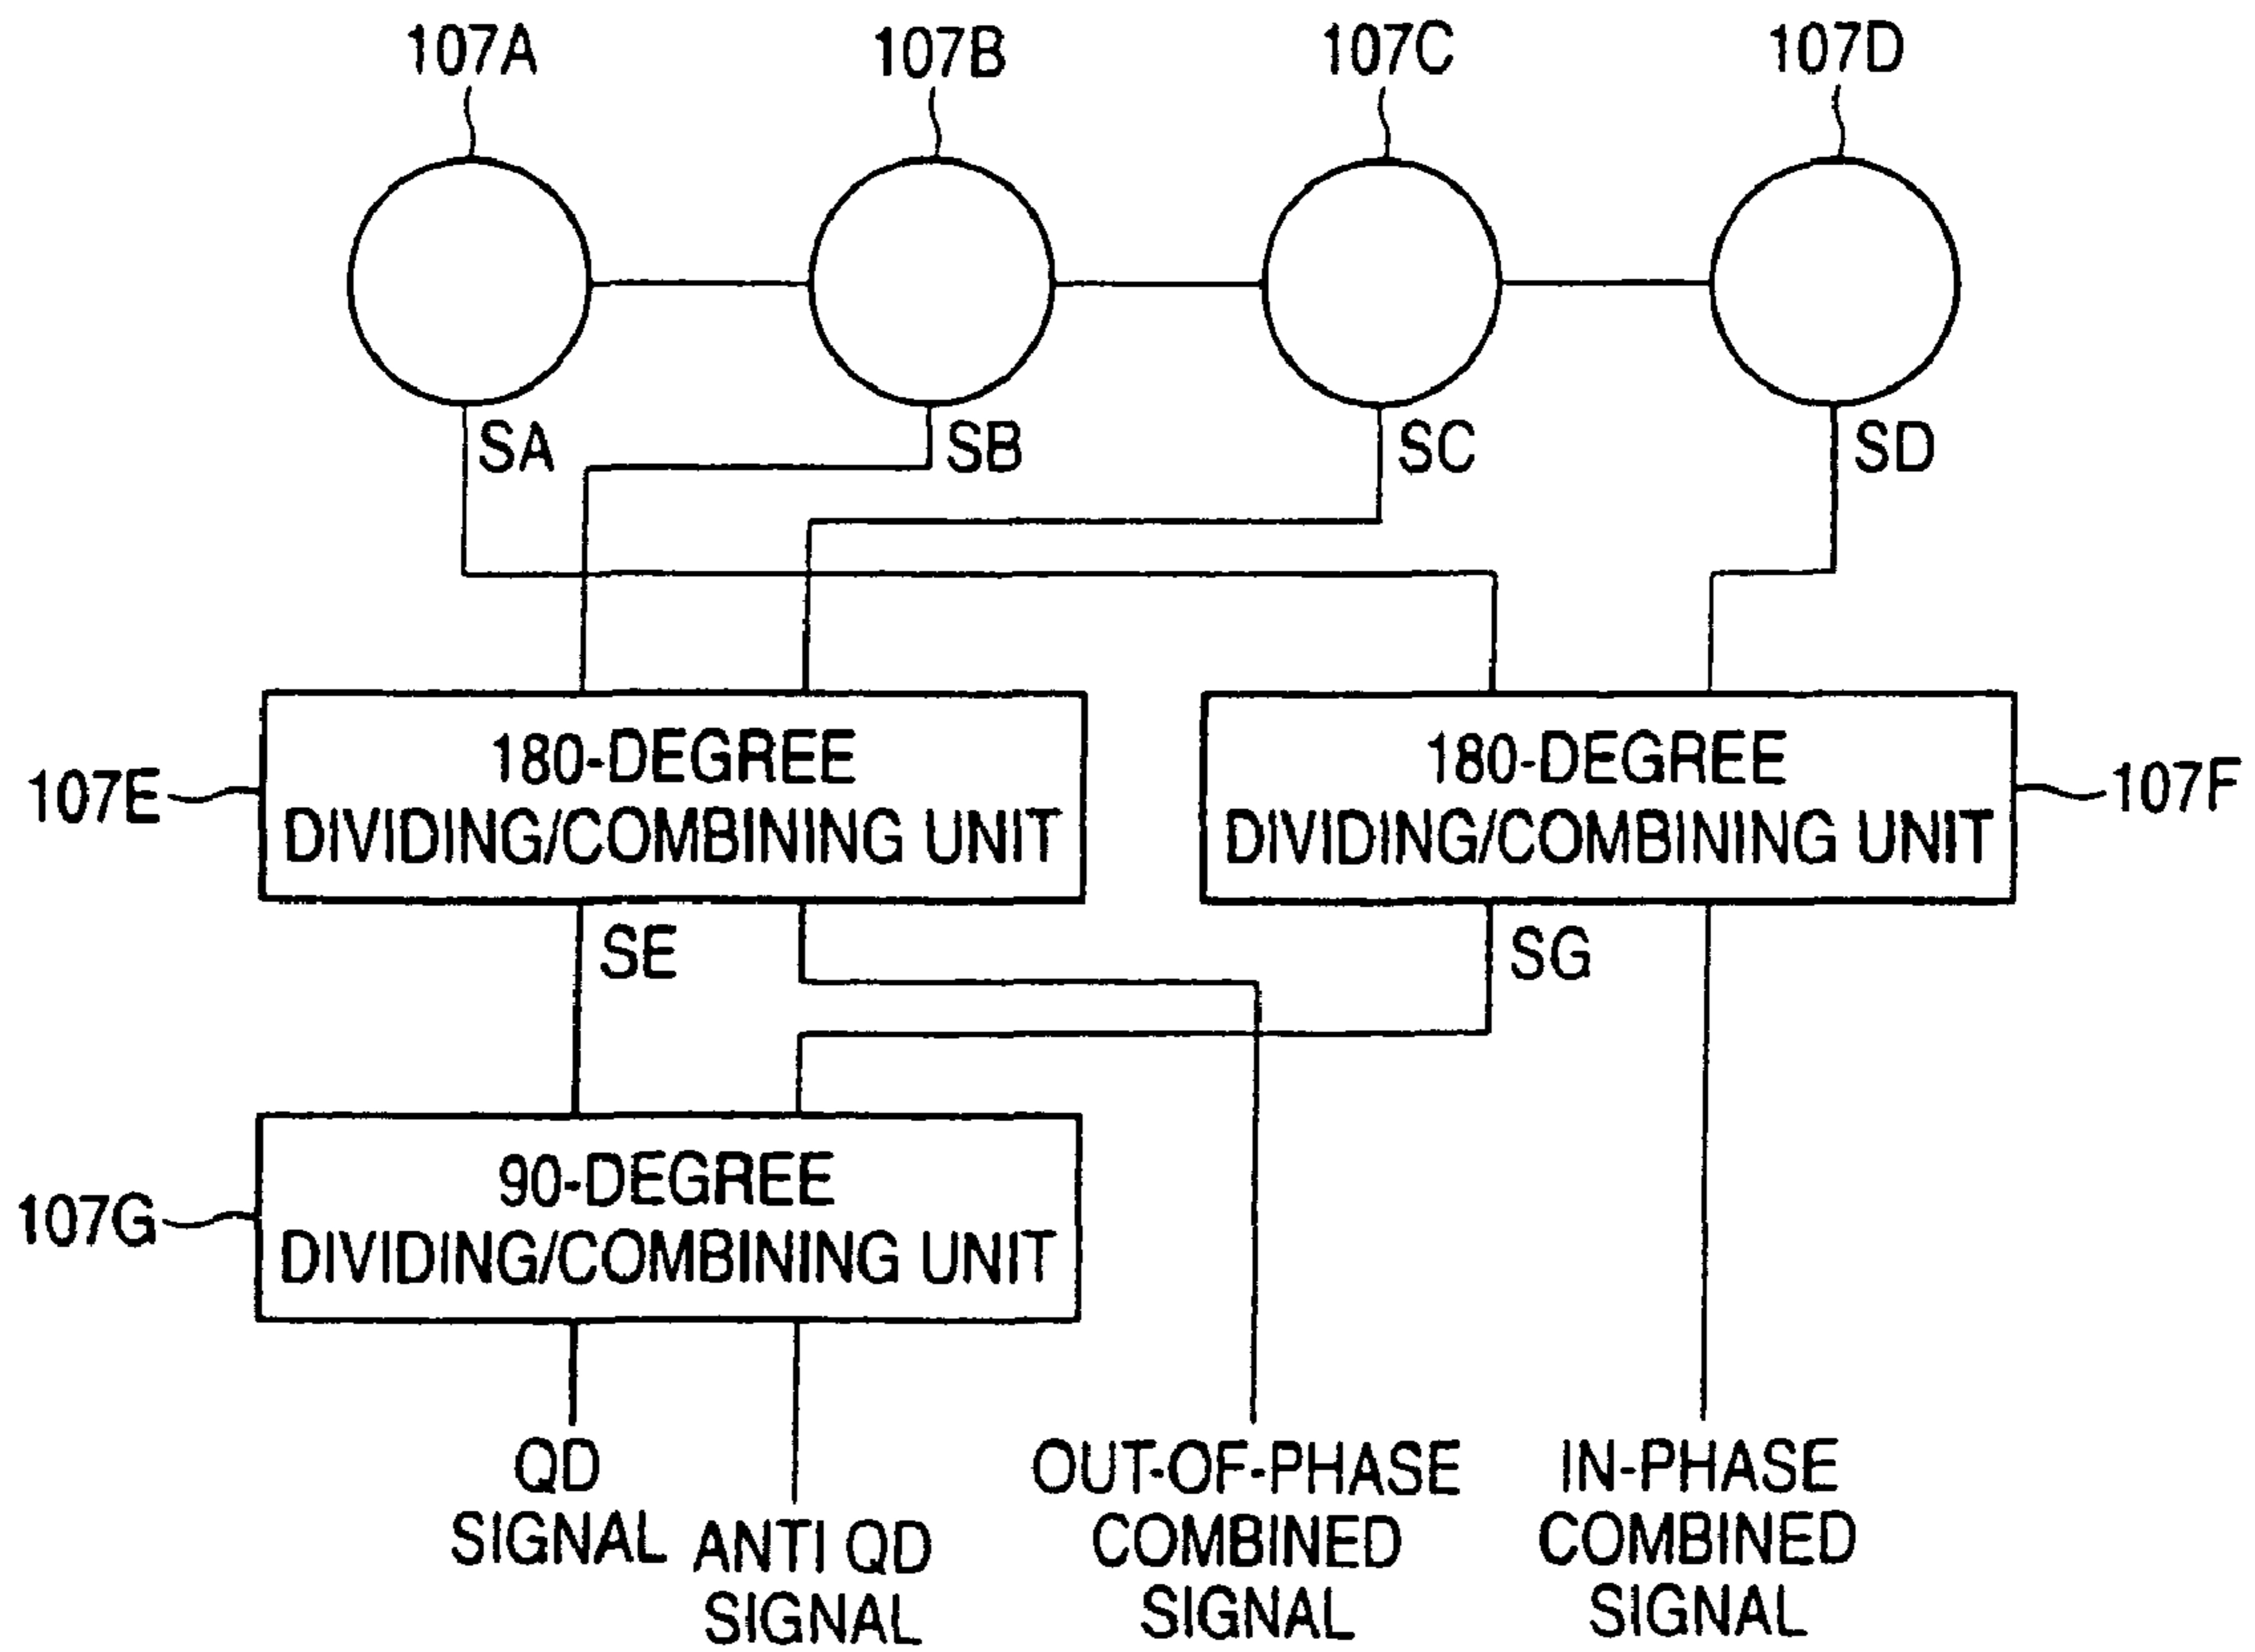 107A
107B
107C
107D
SA
SB
SC
SD
107E
180-DEGREE
DIVIDING/COMBINING UNIT
180-DEGREE
DIVIDING/COMBINING UNIT
107F
SE
SG
107G
90-DEGREE
DIVIDING/COMBINING UNIT
QD
SIGNAL
ANTI QD
SIGNAL
OUT-OF-PHASE
COMBINED
SIGNAL
IN-PHASE
COMBINED
SIGNAL